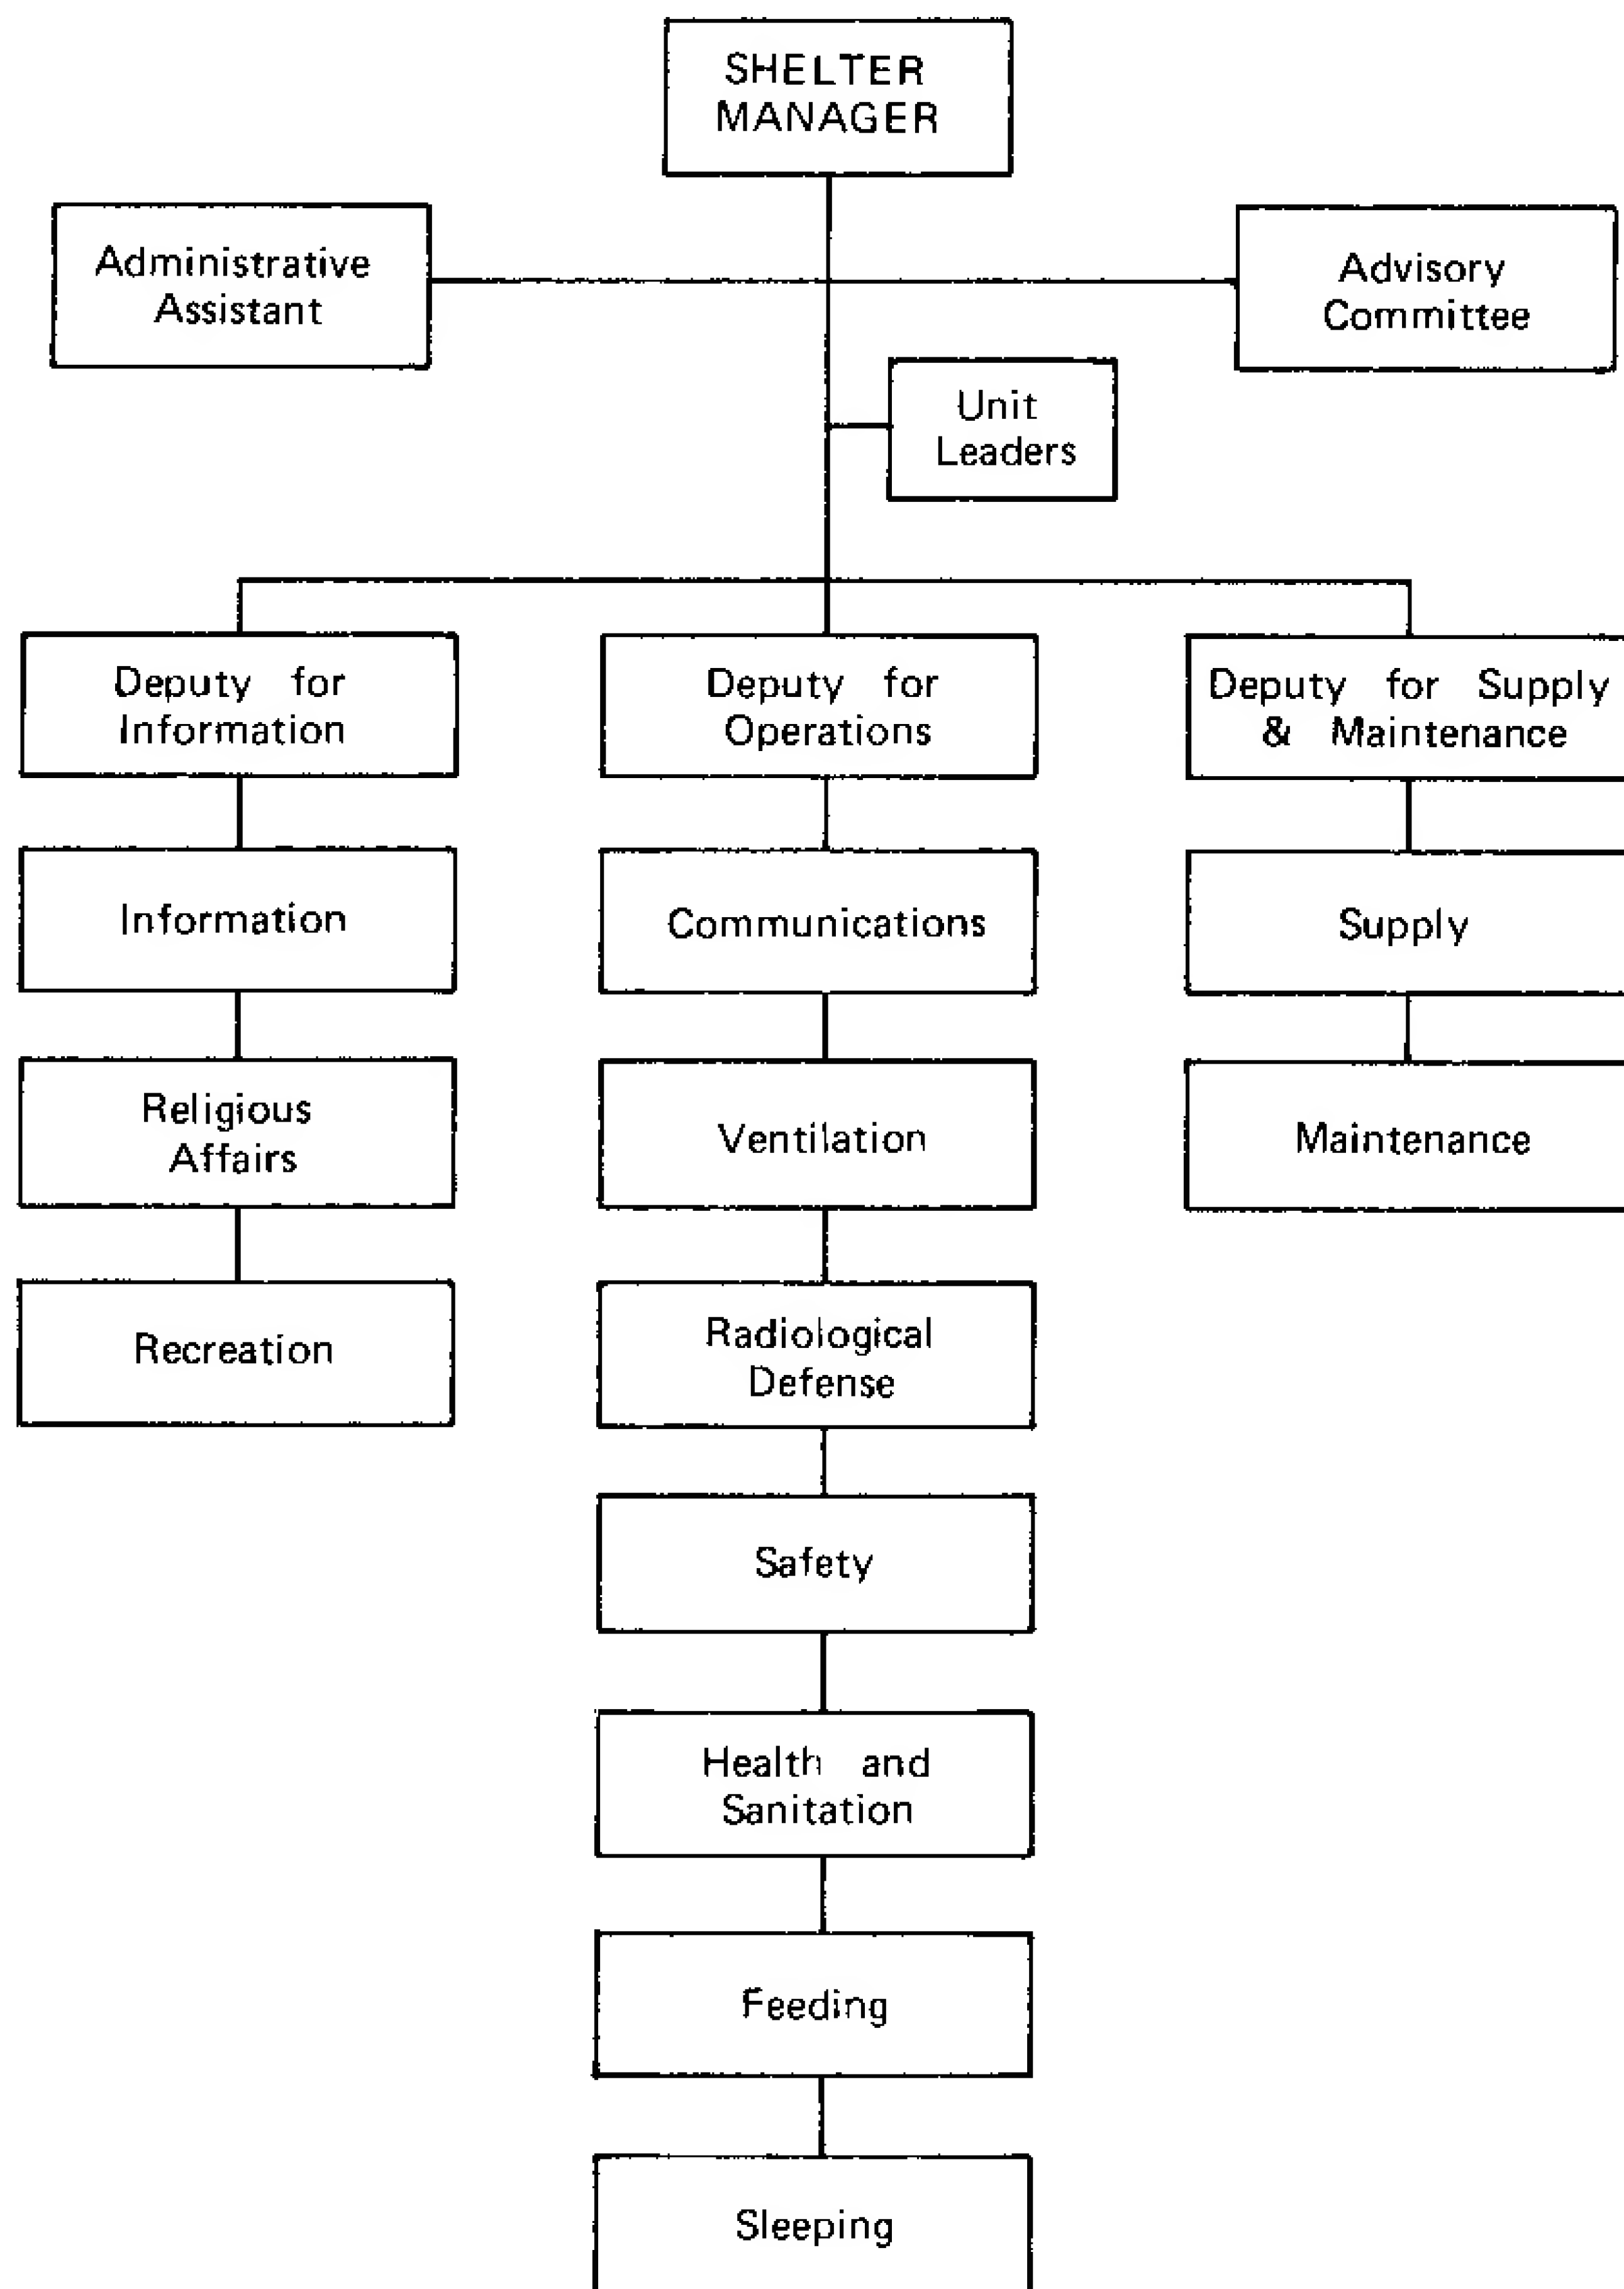 SHELTER
MANAGER
Administrative
Assistant
Advisory
Committee
Unit
Leaders
Deputy for
Information
Deputy for
Operations
Deputy for Supply
& Maintenance
Information
Communications
Supply
Religious
Affairs
Ventilation
Maintenance
Recreation
Radiological
Defense
Safety
Health and
Sanitation
Feeding
Sleeping